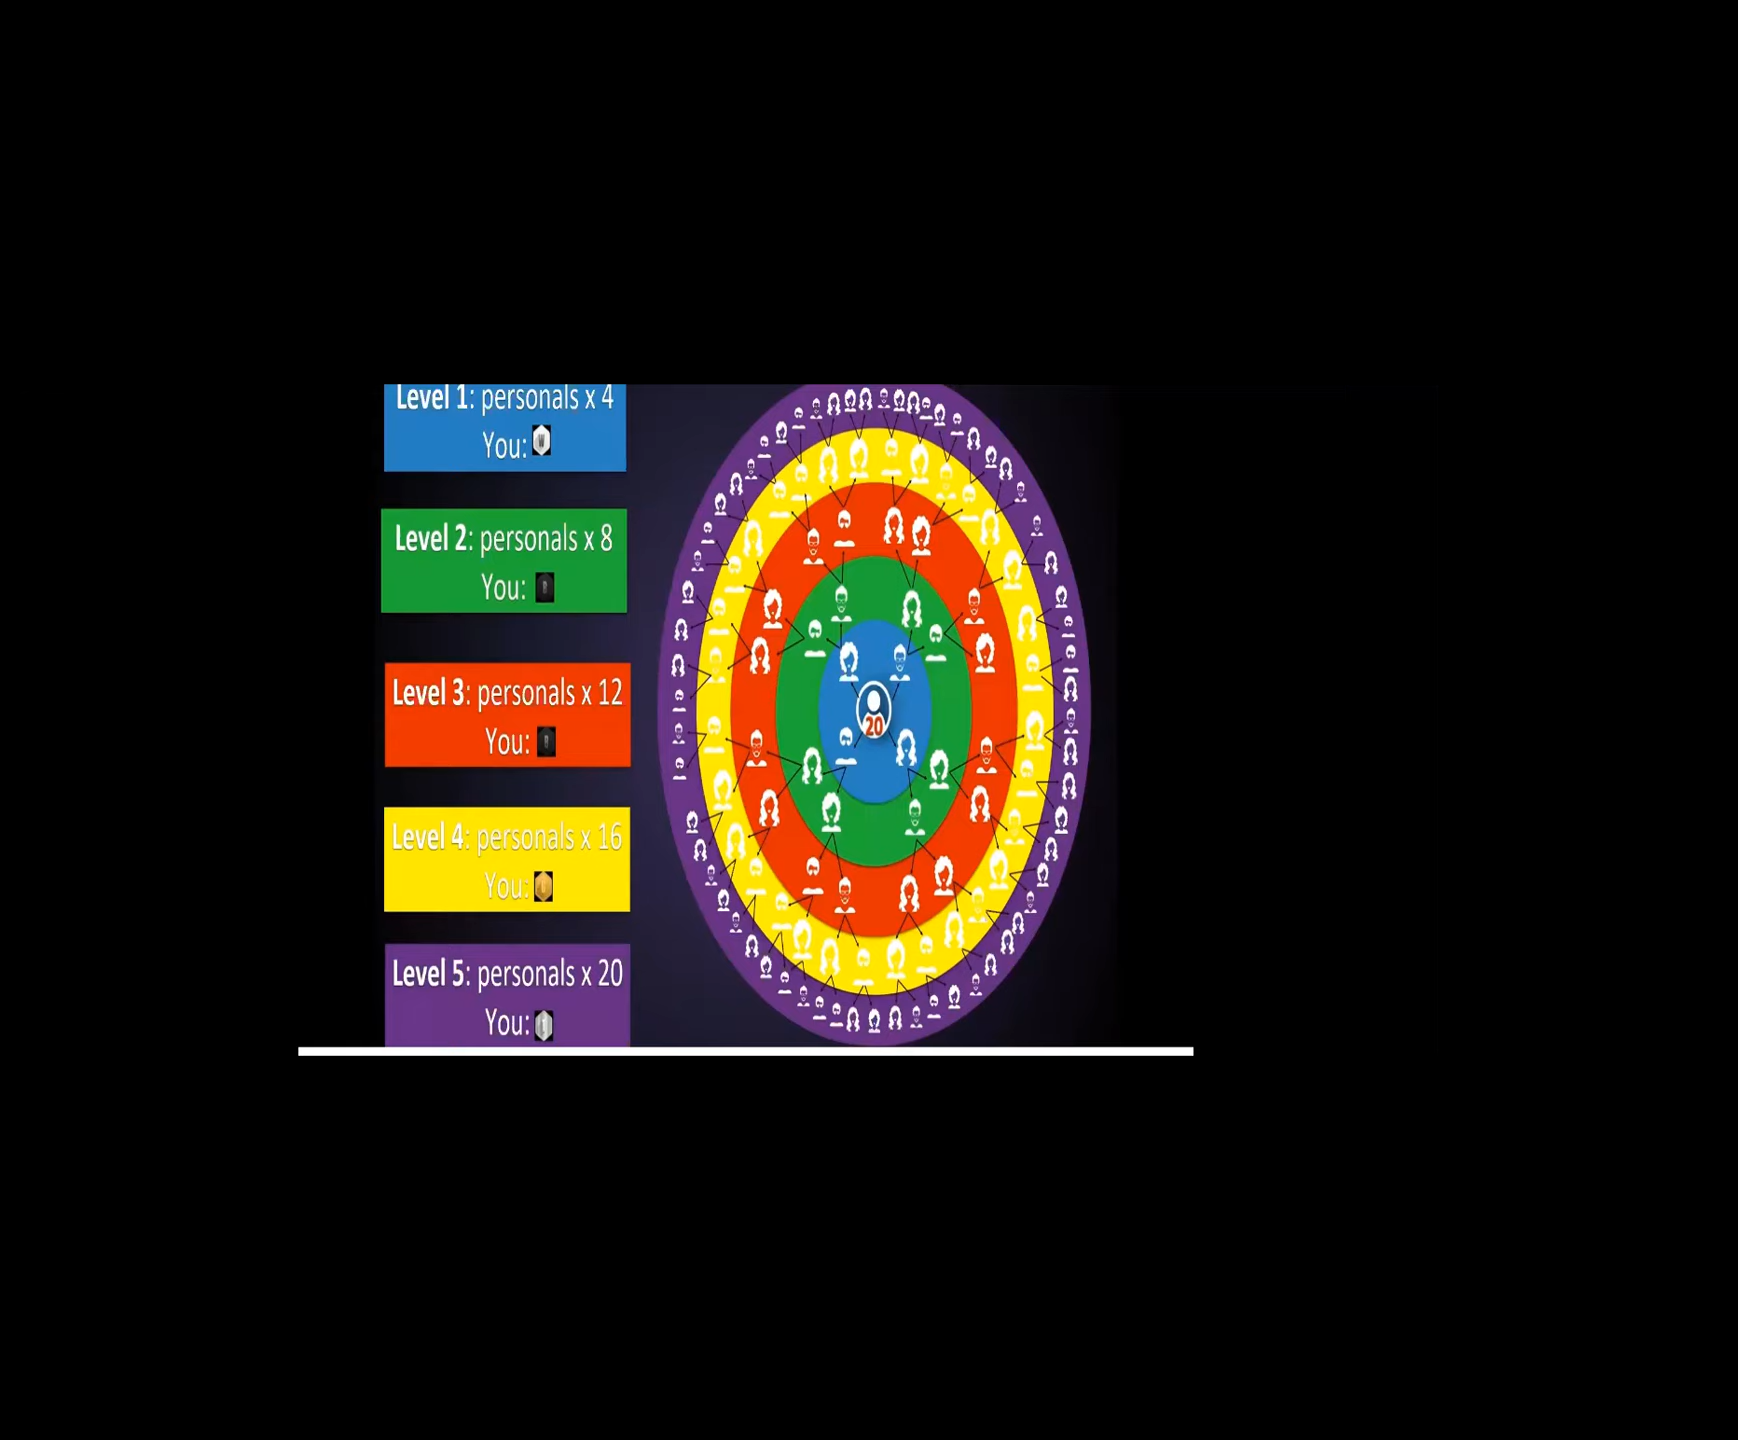 Level 1: personals x 4
You: W
Level 2: personals x 8
You:
Level 3: personals x 12
You:
Level 4: personals x 16
You:
Level 5: personals x 20
You:
20